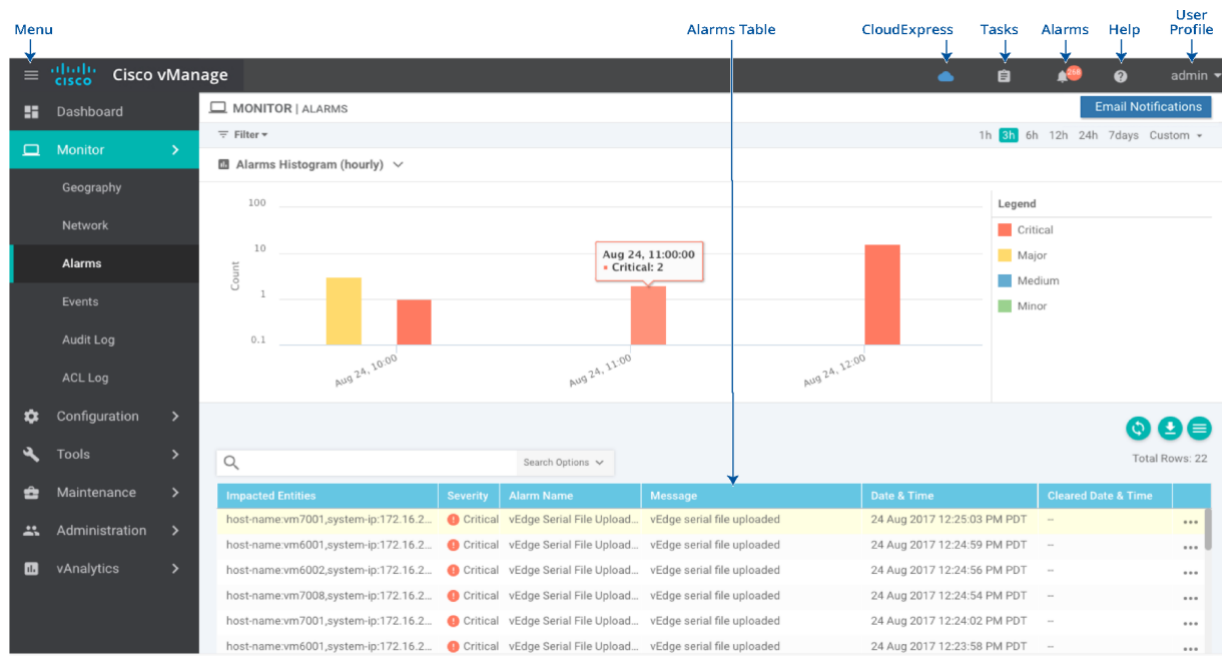 Menu Alarms Table CloudExpress Tasks Alarms Help User Profile
cisco Cisco vManage admin
Dashboard
Monitor
Geography
Network
Alarms
Events
Audit Log
ACL Log
Configuration
Tools
Maintenance
Administration
vAnalytics
MONITOR | ALARMS Email Notifications
Filter 1h 3h 6h 12h 24h 7days Custom
Alarms Histogram (hourly)
Count
100
10
1
0.1
Aug 24, 11:00:00
Critical: 2
Aug 24, 10:00 Aug 24, 11:00 Aug 24, 12:00
Legend
Critical
Major
Medium
Minor
Total Rows: 22
Search Options
Impacted Entities Severity Alarm Name Message Date & Time Cleared Date & Time
host-name:vm7001,system-ip:172.16.2... Critical vEdge Serial File Upload... vEdge serial file uploaded 24 Aug 2017 12:25:03 PM PDT --
host-name:vm6001,system-ip:172.16.2... Critical vEdge Serial File Upload... vEdge serial file uploaded 24 Aug 2017 12:24:59 PM PDT --
host-name:vm6002,system-ip:172.16.2... Critical vEdge Serial File Upload... vEdge serial file uploaded 24 Aug 2017 12:24:56 PM PDT --
host-name:vm7008,system-ip:172.16.2... Critical vEdge Serial File Upload... vEdge serial file uploaded 24 Aug 2017 12:24:54 PM PDT --
host-name:vm7001,system-ip:172.16.2... Critical vEdge Serial File Upload... vEdge serial file uploaded 24 Aug 2017 12:24:02 PM PDT --
host-name:vm6001,system-ip:172.16.2... Critical vEdge Serial File Upload... vEdge serial file uploaded 24 Aug 2017 12:23:58 PM PDT --